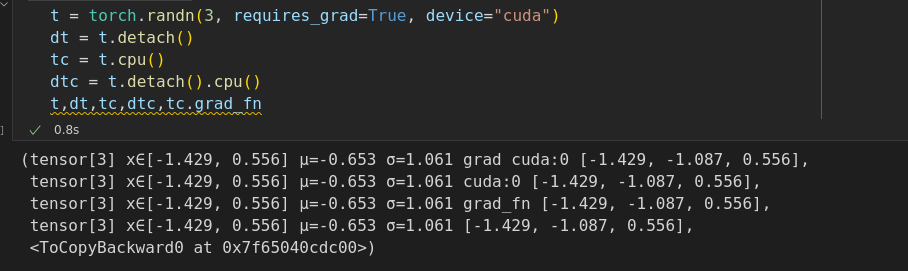 t = torch.randn(3, requires_grad=True, device="cuda")
dt = t.detach()
tc = t.cpu()
dtc = t.detach().cpu()
t,dt,tc,dtc,tc.grad_fn
] ✓ 0.8s
(tensor[3] x∈[-1.429, 0.556] μ=-0.653 σ=1.061 grad cuda:0 [-1.429, -1.087, 0.556],
tensor[3] x∈[-1.429, 0.556] μ=-0.653 σ=1.061 cuda:0 [-1.429, -1.087, 0.556],
tensor[3] x∈[-1.429, 0.556] μ=-0.653 σ=1.061 grad_fn [-1.429, -1.087, 0.556],
tensor[3] x∈[-1.429, 0.556] μ=-0.653 σ=1.061 [-1.429, -1.087, 0.556],
<ToCopyBackward0 at 0x7f65040cdc00>)